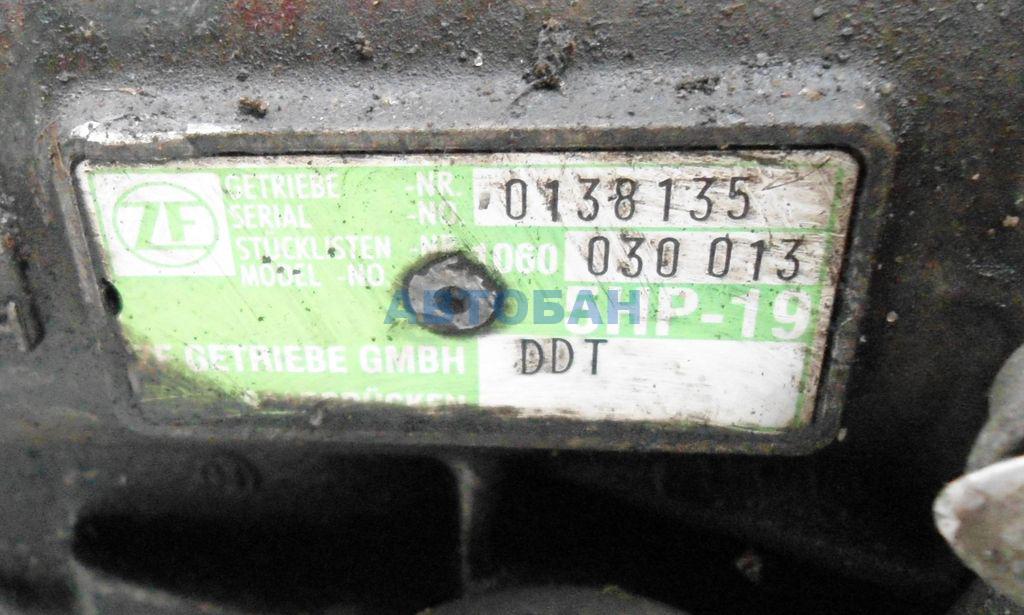 ZF
GETRIEBE -NR. 0138135
SERIAL -NO.
STÜCKLISTEN -NR. 1060 030 013
MODEL -NO.
АВТОБАН
HP-19
GETRIEBE GMBH DDT